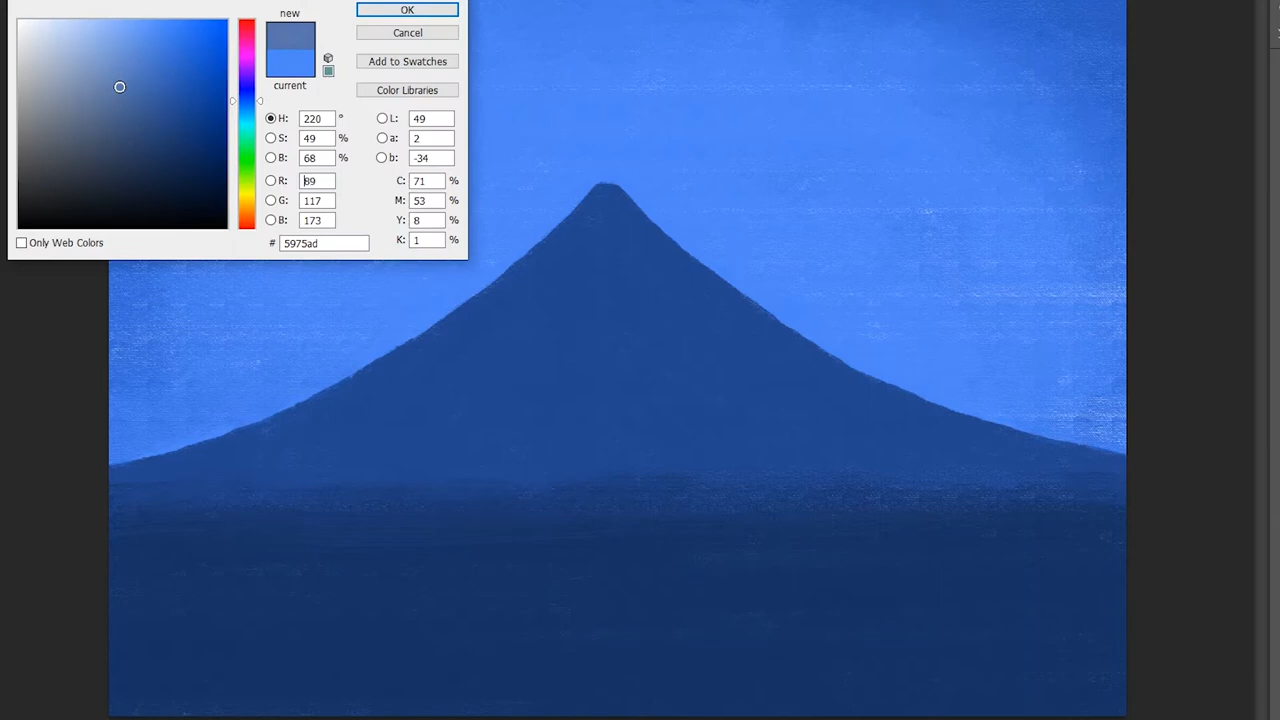 new
OK
Cancel
Add to Swatches
current
Color Libraries
H: 220 °
L: 49
S: 49 %
a: 2
B: 68 %
b: -34
R: 89
C: 71 %
G: 117
M: 53 %
B: 173
Y: 8 %
# 5975ad
K: 1 %
Only Web Colors